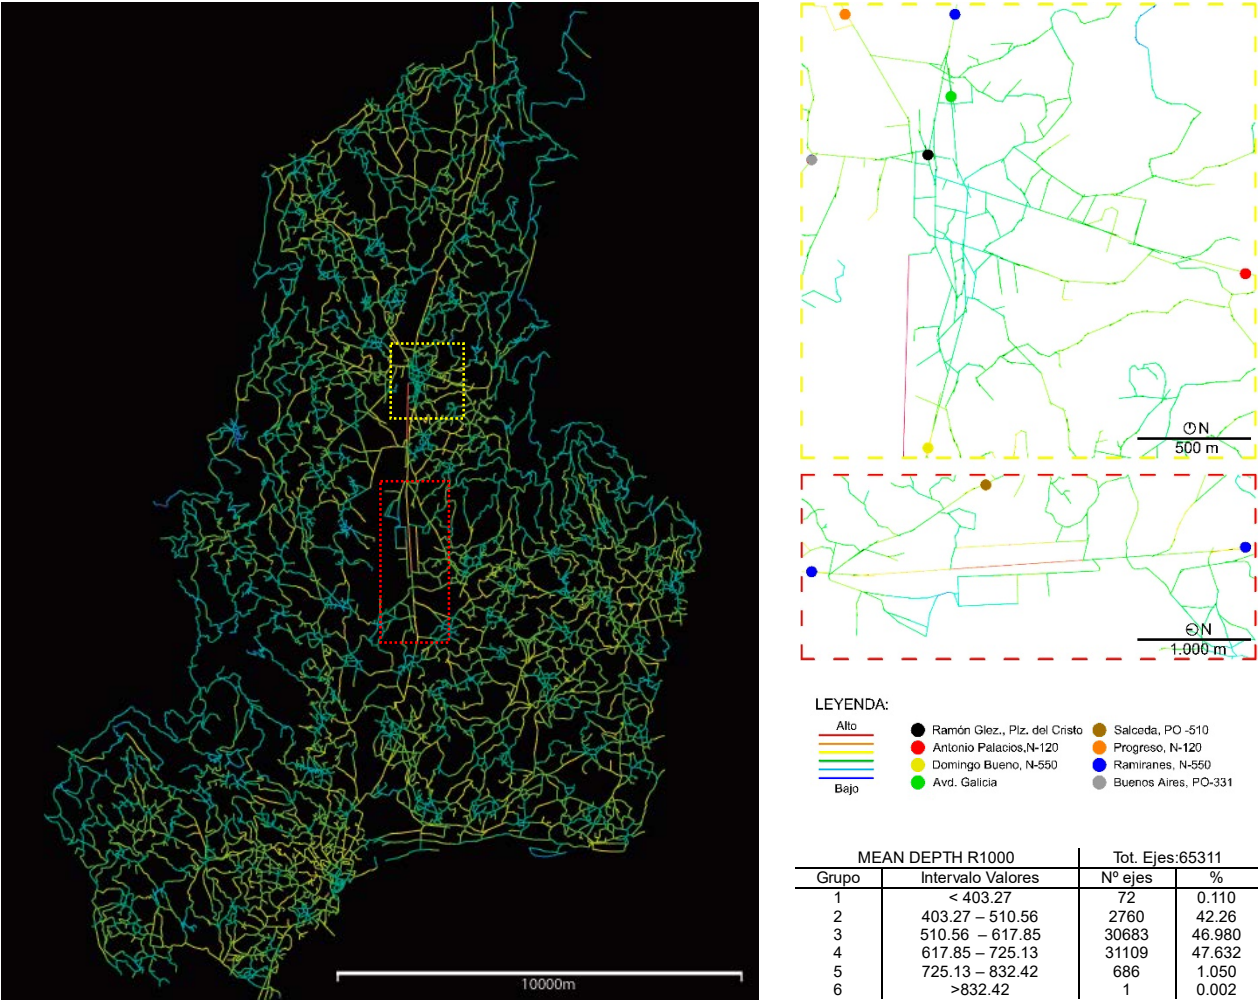 N
500 m
N
1.000 m
10000m
LEYENDA:
Alto
Bajo
Ramón Glez., Plz. del Cristo
Antonio Palacios,N-120
Domingo Bueno, N-550
Avd. Galicia
Salceda, PO -510
Progreso, N-120
Ramiranes, N-550
Buenos Aires, PO-331
MEAN DEPTH R1000 Tot. Ejes:65311
Grupo Intervalo Valores Nº ejes %
1 < 403.27 72 0.110
2 403.27 – 510.56 2760 42.26
3 510.56 – 617.85 30683 46.980
4 617.85 – 725.13 31109 47.632
5 725.13 – 832.42 686 1.050
6 >832.42 1 0.002